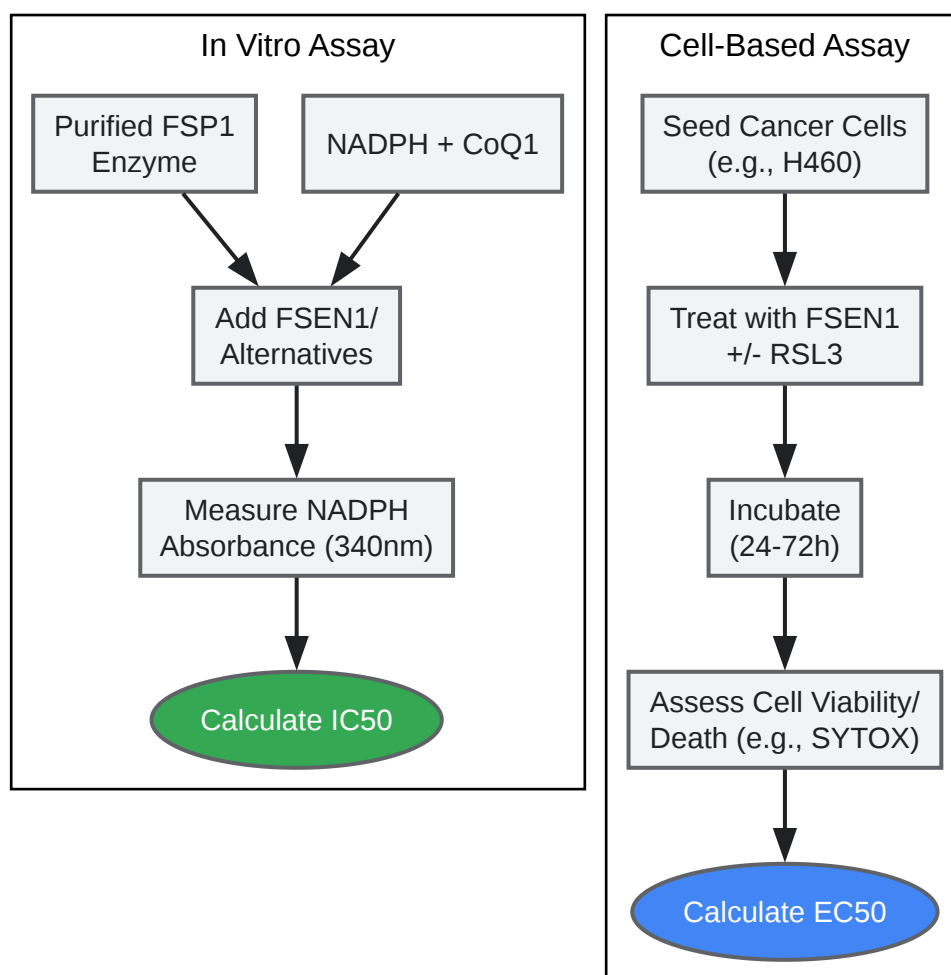 In Vitro Assay
Purified FSP1
Enzyme
NADPH + CoQ1
Add FSEN1/
Alternatives
Measure NADPH
Absorbance (340nm)
Calculate IC50
Cell-Based Assay
Seed Cancer Cells
(e.g., H460)
Treat with FSEN1
+/- RSL3
Incubate
(24-72h)
Assess Cell Viability/
Death (e.g., SYTOX)
Calculate EC50